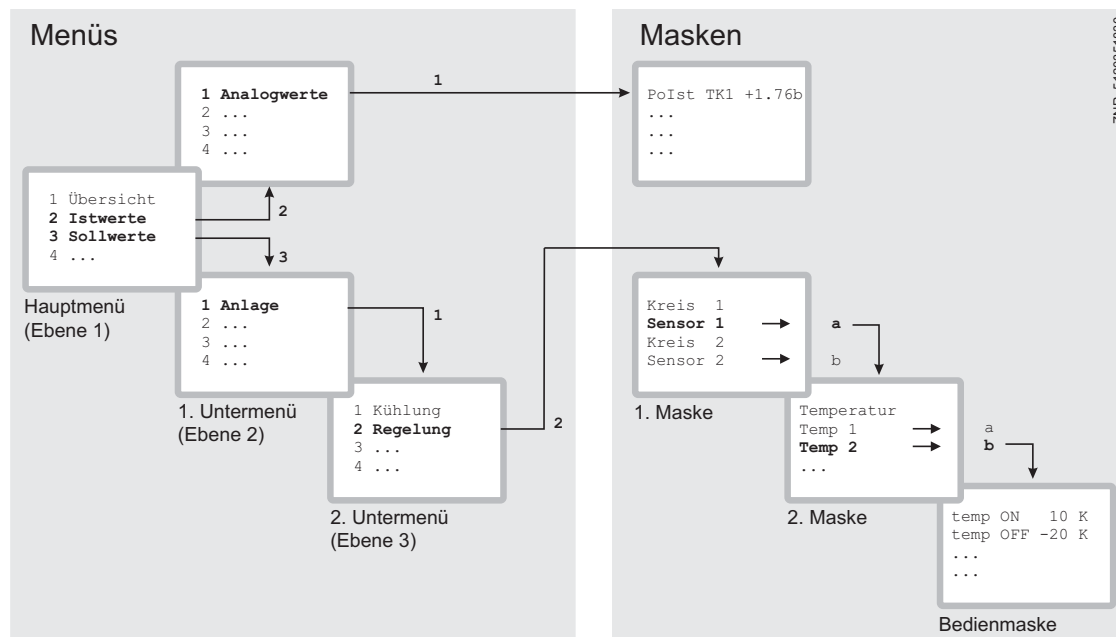 Menüs
1 Analogwerte
2 ...
3 ...
4 ...
1
1 Übersicht
2 Istwerte
3 Sollwerte
4 ...
2
3
Hauptmenü
(Ebene 1)
1 Anlage
2 ...
3 ...
4 ...
1
1. Untermenü
(Ebene 2)
1 Kühlung
2 Regelung
3 ...
4 ...
2
2. Untermenü
(Ebene 3)
Masken
PoIst TK1 +1.76b
...
...
...
Kreis 1
Sensor 1 a
Kreis 2
Sensor 2 b
1. Maske
Temperatur
Temp 1 a
Temp 2 b
...
2. Maske
temp ON 10 K
temp OFF -20 K
...
...
Bedienmaske